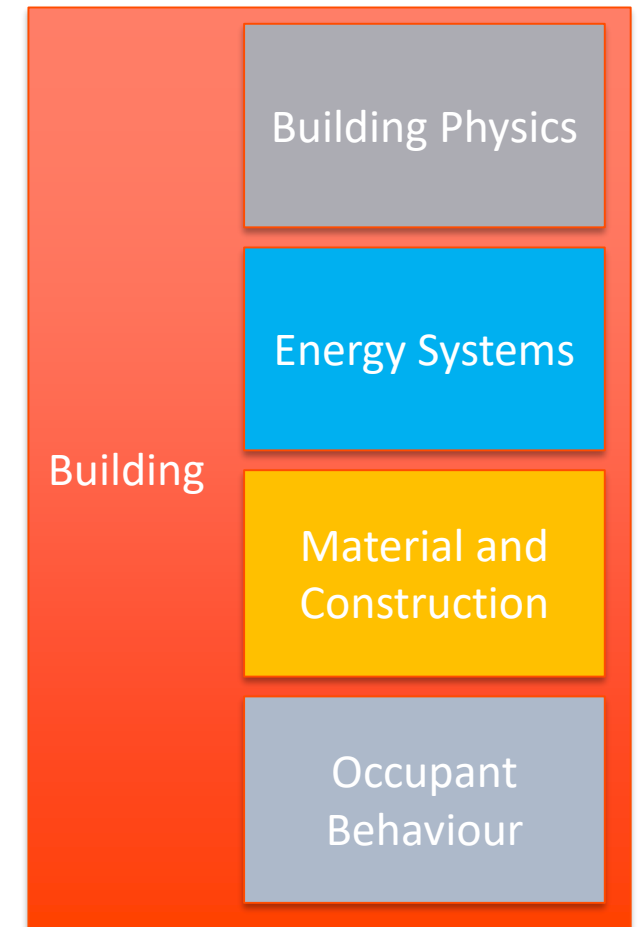 Building Physics
Energy Systems
Building
Material and
Construction
Occupant
Behaviour